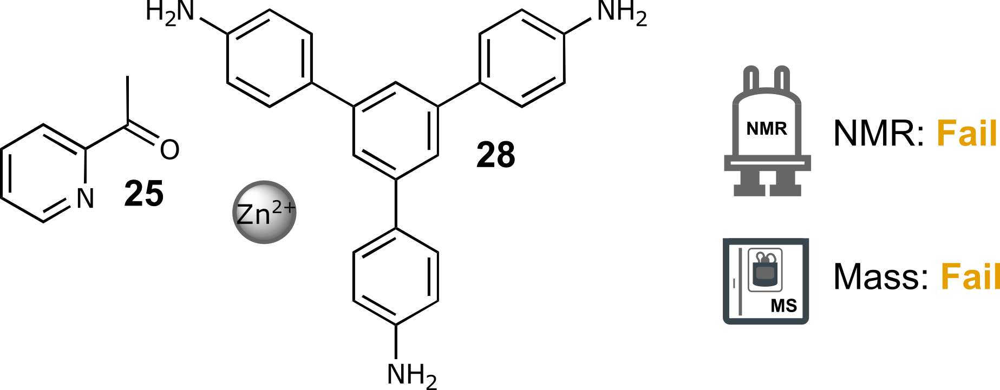 H2N
NH2
O
N
25
28
Zn2+
NH2
NMR
NMR: Fail
MS
Mass: Fail